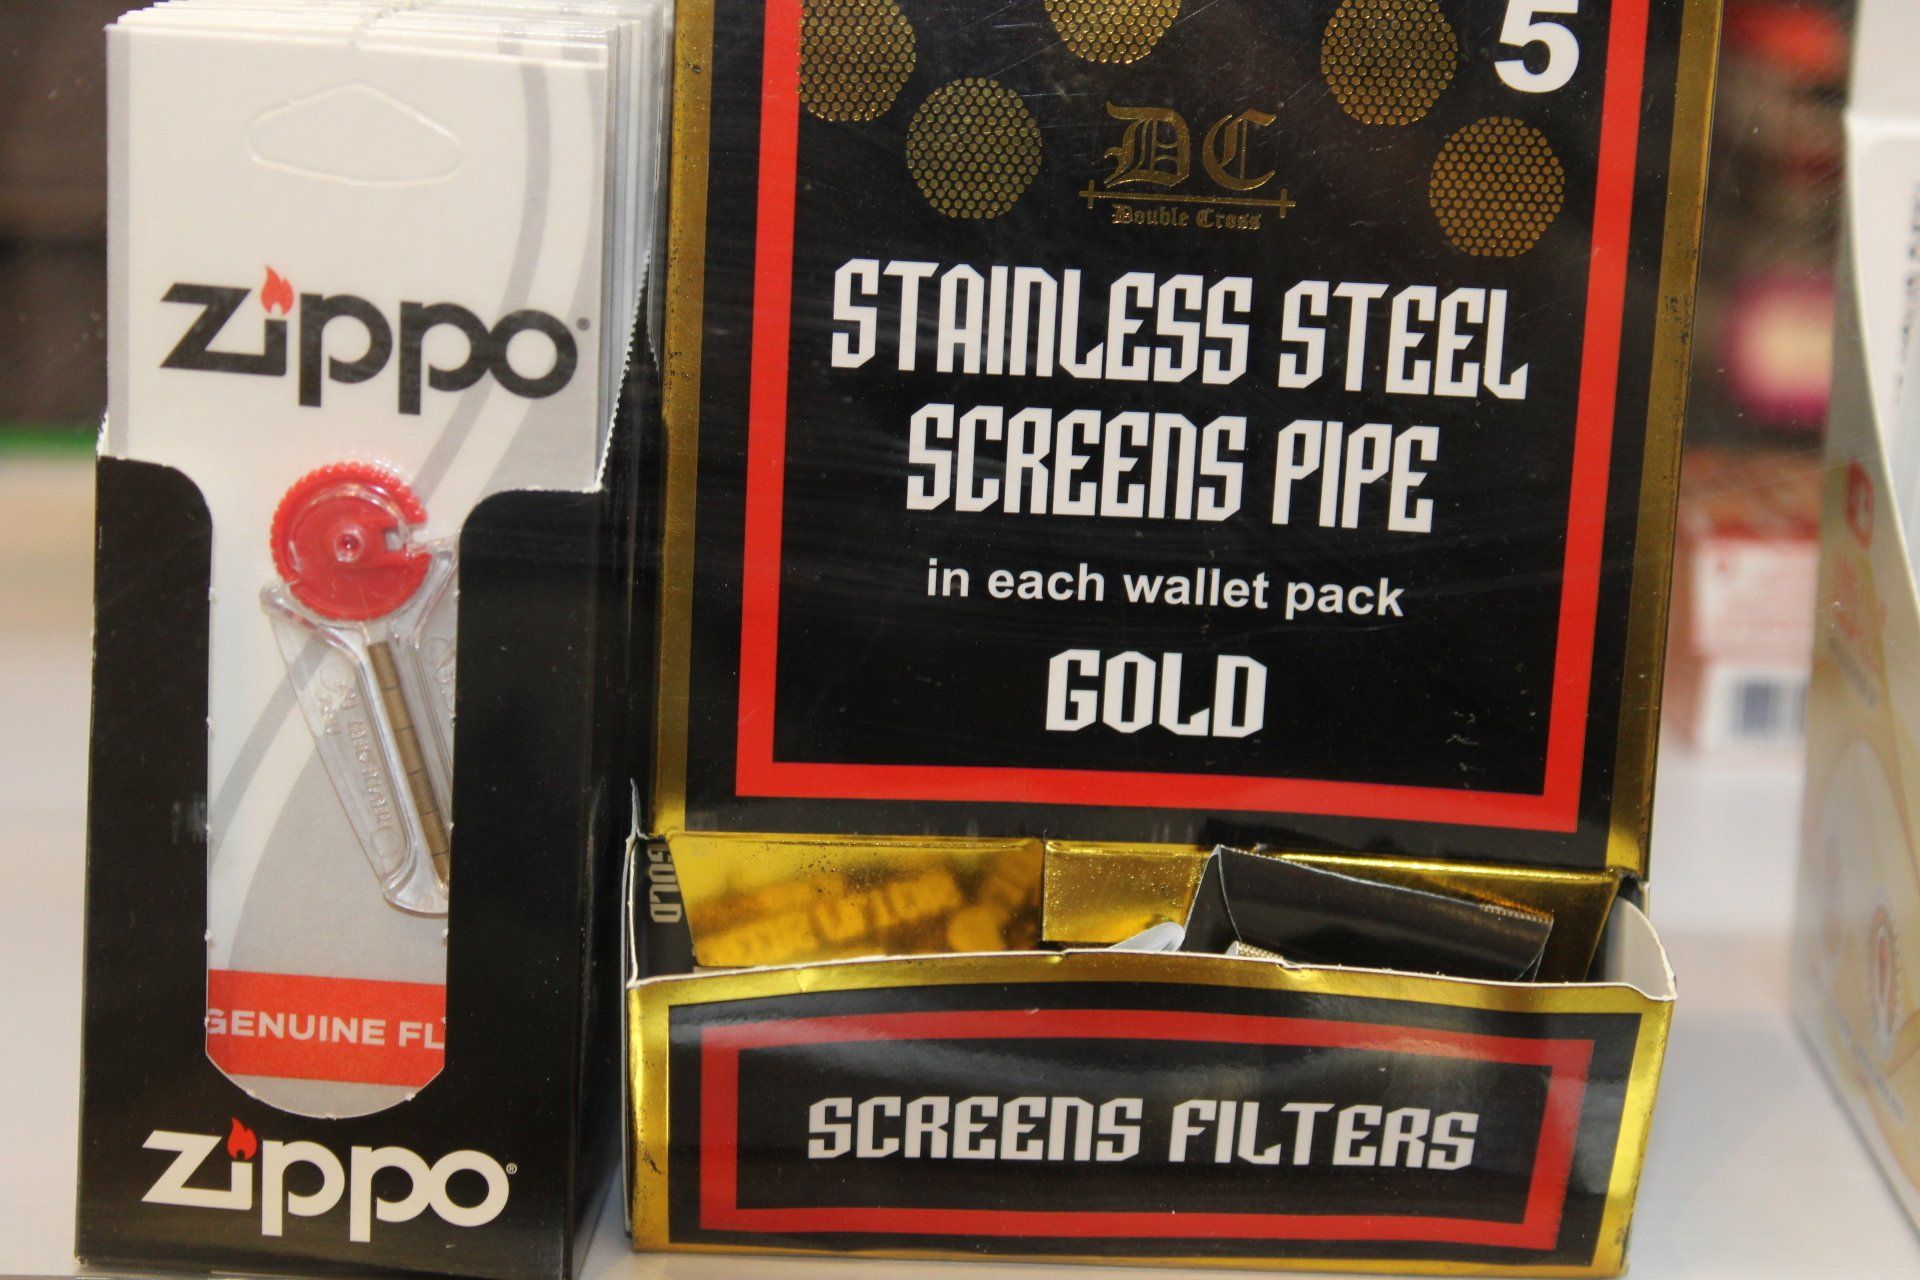 zippo®
GENUINE FL
zippo®
5
DC
Double Cross
STAINLESS STEEL
SCREENS PIPE
in each wallet pack
GOLD
GOLD
SCREENS FILTERS